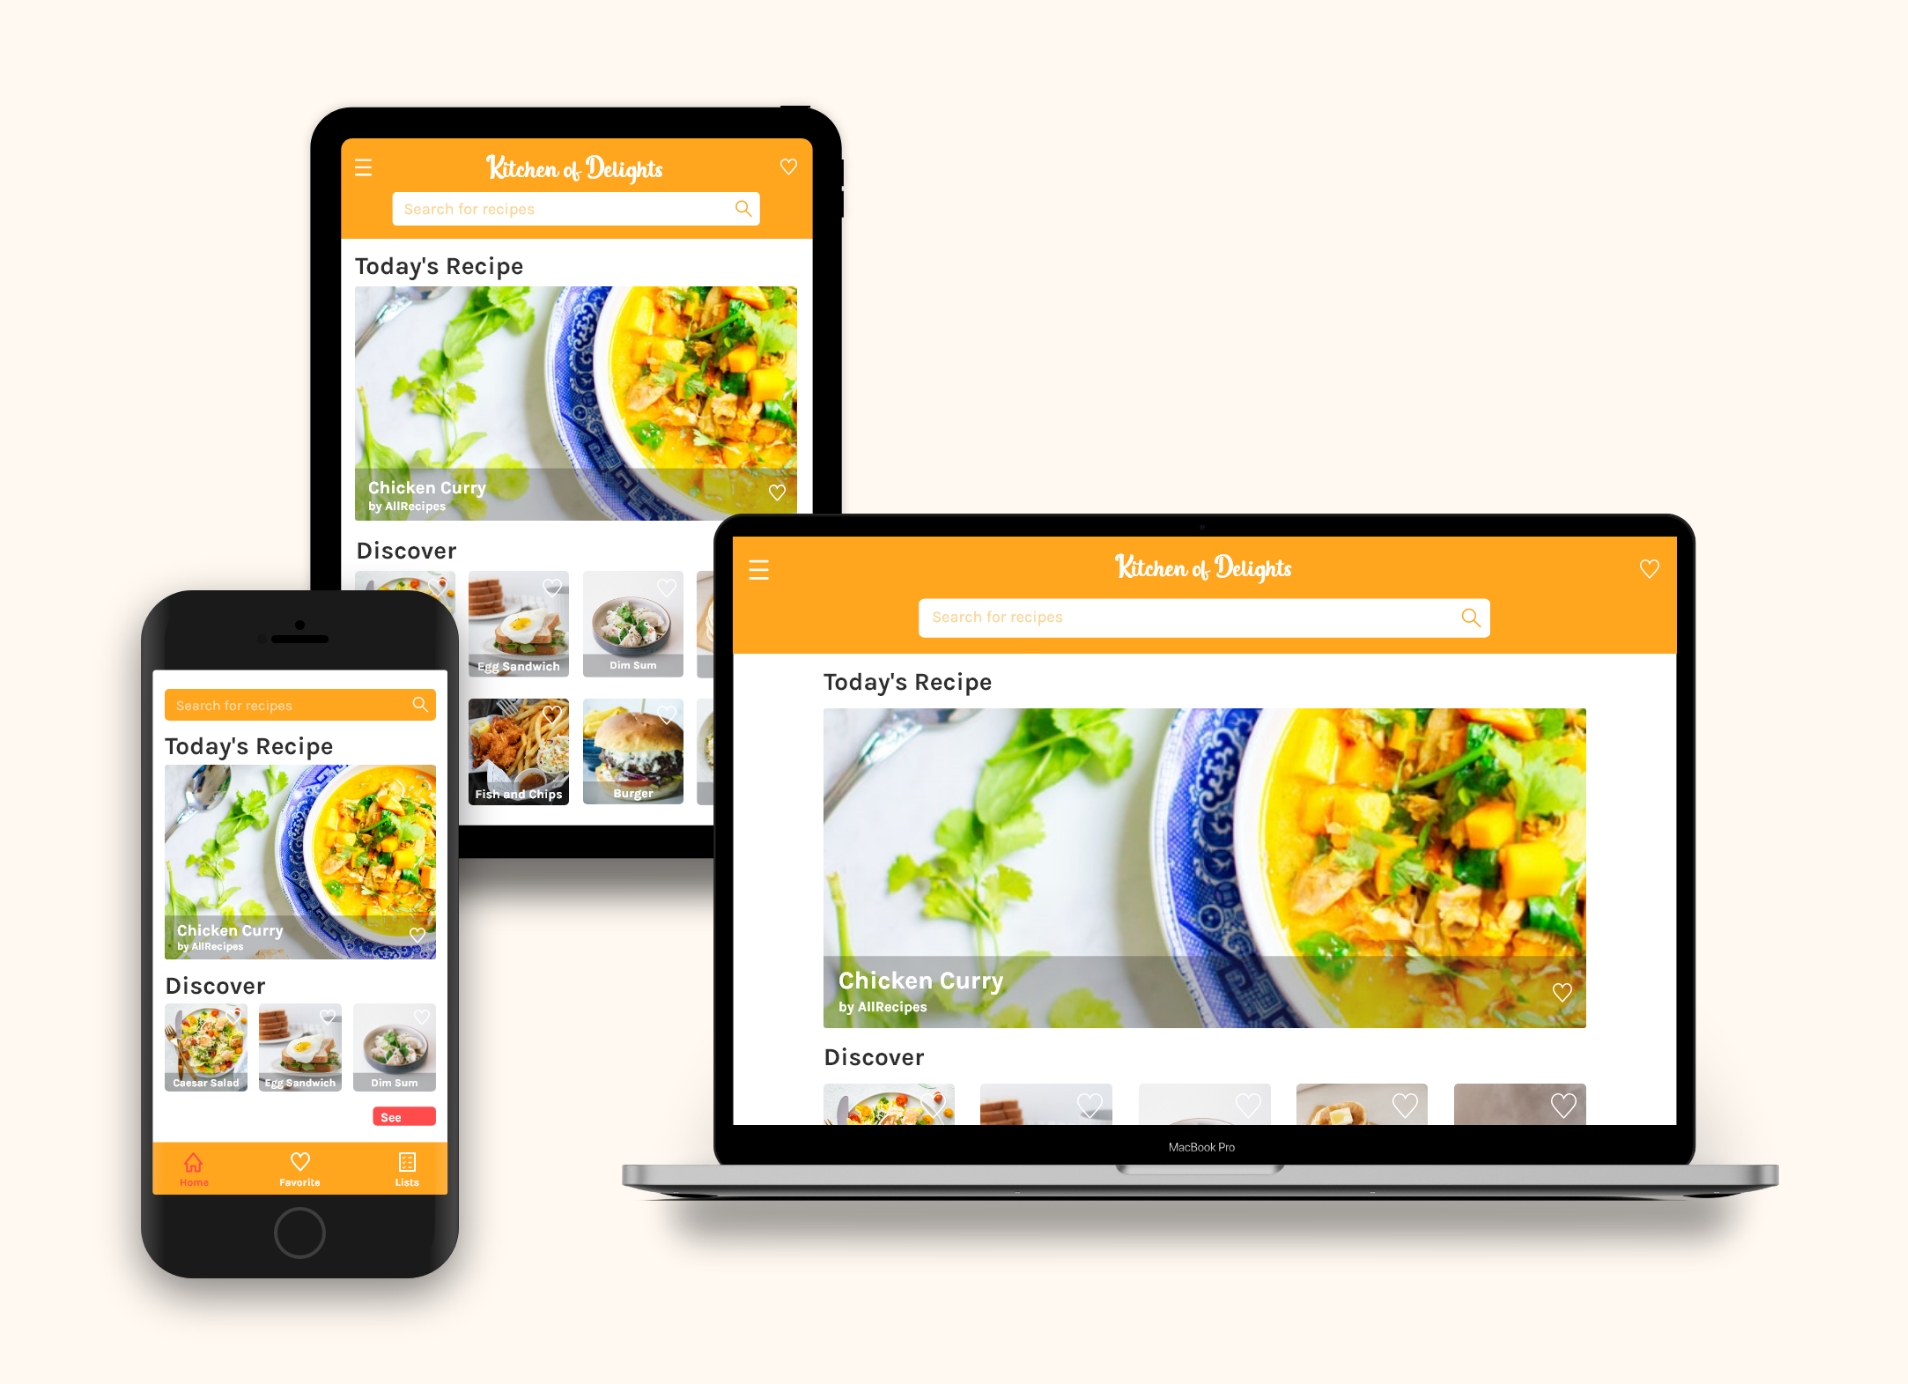 Kitchen of Delights
Search for recipes
Today's Recipe
Chicken Curry
by AllRecipes
Discover
Egg Sandwich
Dim Sum
Fish and Chips
Burger
Search for recipes
Today's Recipe
Chicken Curry
by AllRecipes
Discover
Caesar Salad
Egg Sandwich
Dim Sum
See
Home
Favorite
Lists
Kitchen of Delights
Search for recipes
Today's Recipe
Chicken Curry
by AllRecipes
Discover
MacBook Pro